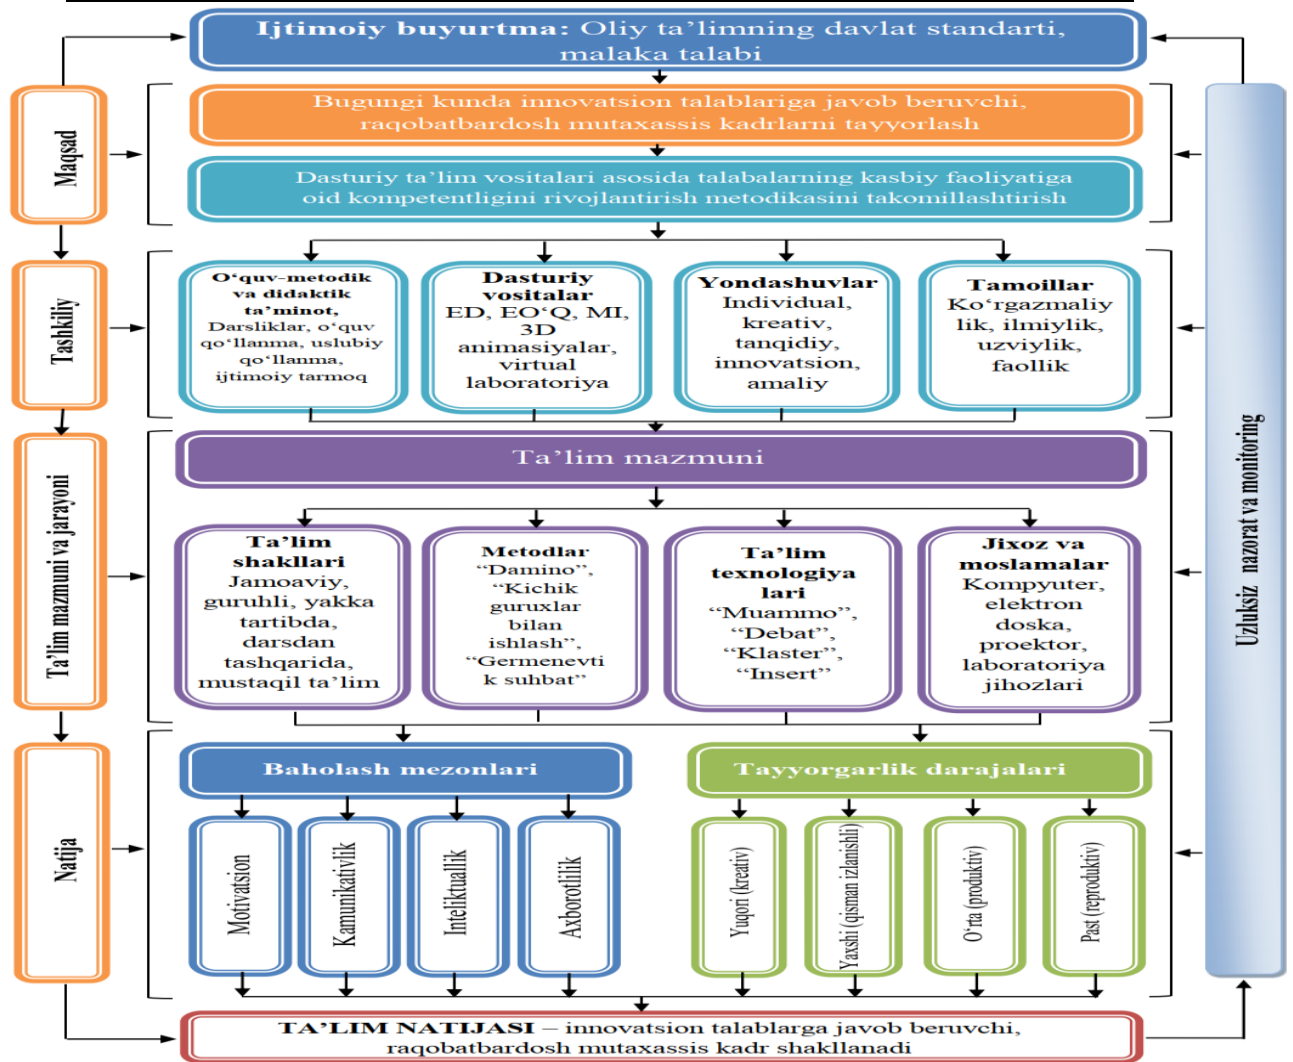 Ijtimoiy buyurtma: Oliy ta’limning davlat standarti,
malaka talabi
Maqsad
Bugungi kunda innovatsion talablariga javob beruvchi,
raqobatbardosh mutaxassis kadrlarni tayyorlash
Dasturiy ta’lim vositalari asosida talabalarning kasbiy faoliyatiga
oid kompetentligini rivojlantirish metodikasini takomillashtirish
Tashkiliy
O‘quv-metodik
va didaktik
ta’minot,
Darsliklar, o‘quv
qo‘llanma, uslubiy
qo‘llanma,
ijtimoiy tarmoq
Dasturiy
vositalar
ED, EO‘Q, MI,
3D
animasiyalar,
virtual
laboratoriya
Yondashuvlar
Individual,
kreativ,
tanqidiy,
innovatsion,
amaliy
Tamoillar
Ko‘rgazmaliy
lik, ilmiylik,
uzviylik,
faollik
Ta’lim mazmuni va jarayoni
Ta’lim mazmuni
Ta’lim
shakllari
Jamoaviy,
guruhli, yakka
tartibda,
darsdan
tashqarida,
mustaqil ta’lim
Metodlar
“Damino”,
“Kichik
guruxlar
bilan
ishlash”,
“Germenevti
k suhbat”
Ta’lim
texnologiya
lari
“Muammo”,
“Debat”,
“Klaster”,
“Insert”
Jixoz va
moslamalar
Kompyuter,
elektron
doska,
proektor,
laboratoriya
jihozlari
Natija
Baholash mezonlari
Motivatsion
Kamunikativlik
Inteliktuallik
Axborotlilik
Tayyorgarlik darajalari
Yuqori (kreativ)
Yaxshi (qisman izlanishli)
O‘rta (produktiv)
Past (reproduktiv)
TA’LIM NATIJASI – innovatsion talablarga javob beruvchi,
raqobatbardosh mutaxassis kadr shakllanadi
Uzluksiz nazorat va monitoring